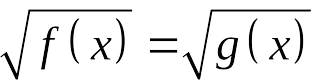 √f(x) = √g(x)